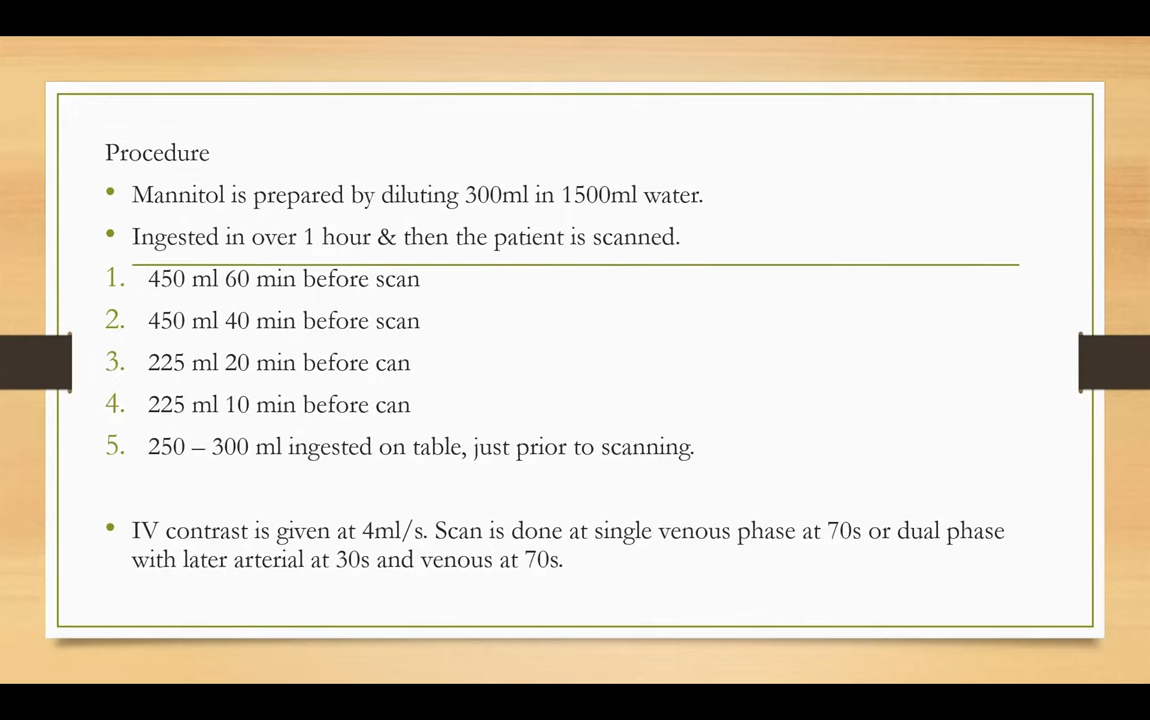 Procedure
• Mannitol is prepared by diluting 300ml in 1500ml water.
• Ingested in over 1 hour & then the patient is scanned.
1. 450 ml 60 min before scan
2. 450 ml 40 min before scan
3. 225 ml 20 min before can
4. 225 ml 10 min before can
5. 250 – 300 ml ingested on table, just prior to scanning.
• IV contrast is given at 4ml/s. Scan is done at single venous phase at 70s or dual phase
with later arterial at 30s and venous at 70s.